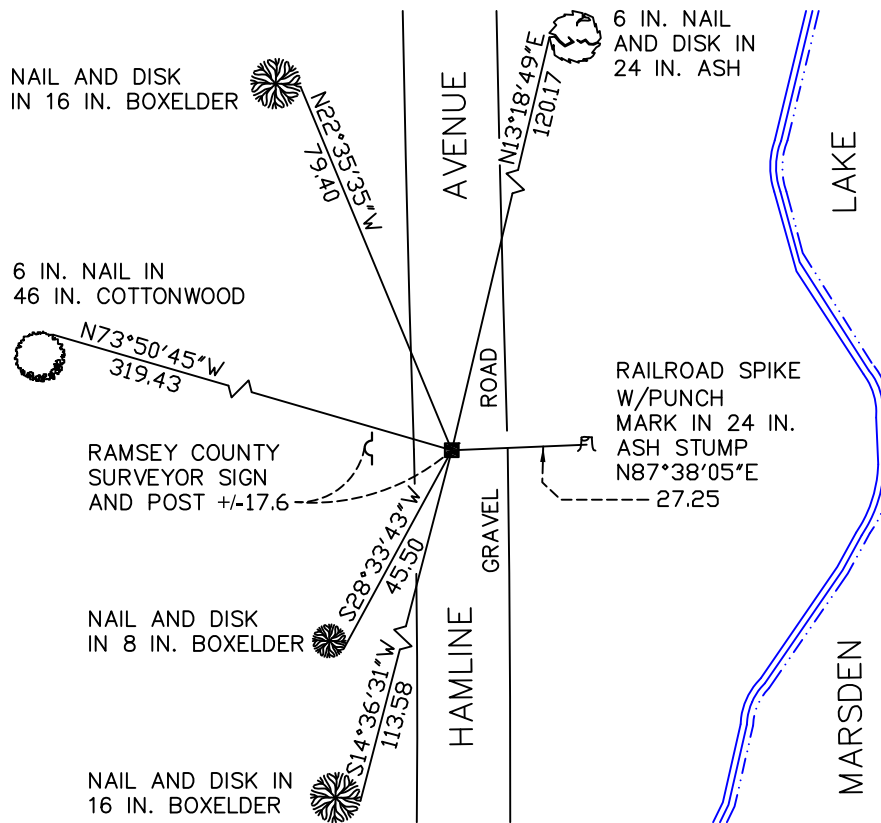 6 IN. NAIL
AND DISK IN
24 IN. ASH
NAIL AND DISK
IN 16 IN. BOXELDER
N22°35'35"W
79.40
AVENUE
N13°18'49"E
120.17
LAKE
6 IN. NAIL IN
46 IN. COTTONWOOD
N73°50'45"W
319.43
ROAD
RAILROAD SPIKE
W/PUNCH
MARK IN 24 IN.
ASH STUMP
N87°38'05"E
27.25
RAMSEY COUNTY
SURVEYOR SIGN
AND POST +/-17.6
GRAVEL
S28°33'43"W
45.50
NAIL AND DISK
IN 8 IN. BOXELDER
HAMLINE
S14°36'31"W
113.58
MARSDEN
NAIL AND DISK IN
16 IN. BOXELDER